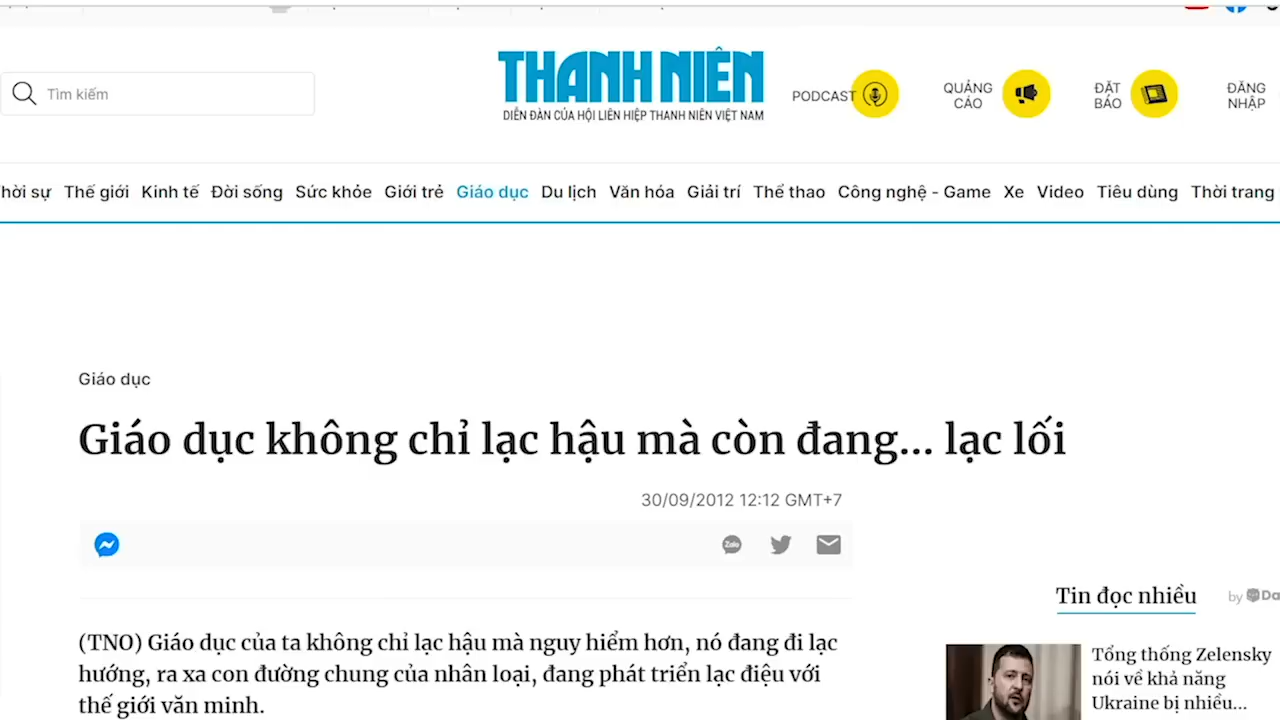 Tìm kiếm
THANH NIÊN
DIỄN ĐÀN CỦA HỘI LIÊN HIỆP THANH NIÊN VIỆT NAM
PODCAST
QUẢNG
CÁO
ĐẶT
BÁO
ĐĂNG
NHẬP
hời sự Thế giới Kinh tế Đời sống Sức khỏe Giới trẻ Giáo dục Du lịch Văn hóa Giải trí Thể thao Công nghệ - Game Xe Video Tiêu dùng Thời trang
Giáo dục
Giáo dục không chỉ lạc hậu mà còn đang... lạc lối
30/09/2012 12:12 GMT+7
Zalo
(TNO) Giáo dục của ta không chỉ lạc hậu mà nguy hiểm hơn, nó đang đi lạc
hướng, ra xa con đường chung của nhân loại, đang phát triển lạc điệu với
thế giới văn minh.
Tin đọc nhiều
by Da
Tổng thống Zelensky
nói về khả năng
Ukraine bị nhiều...